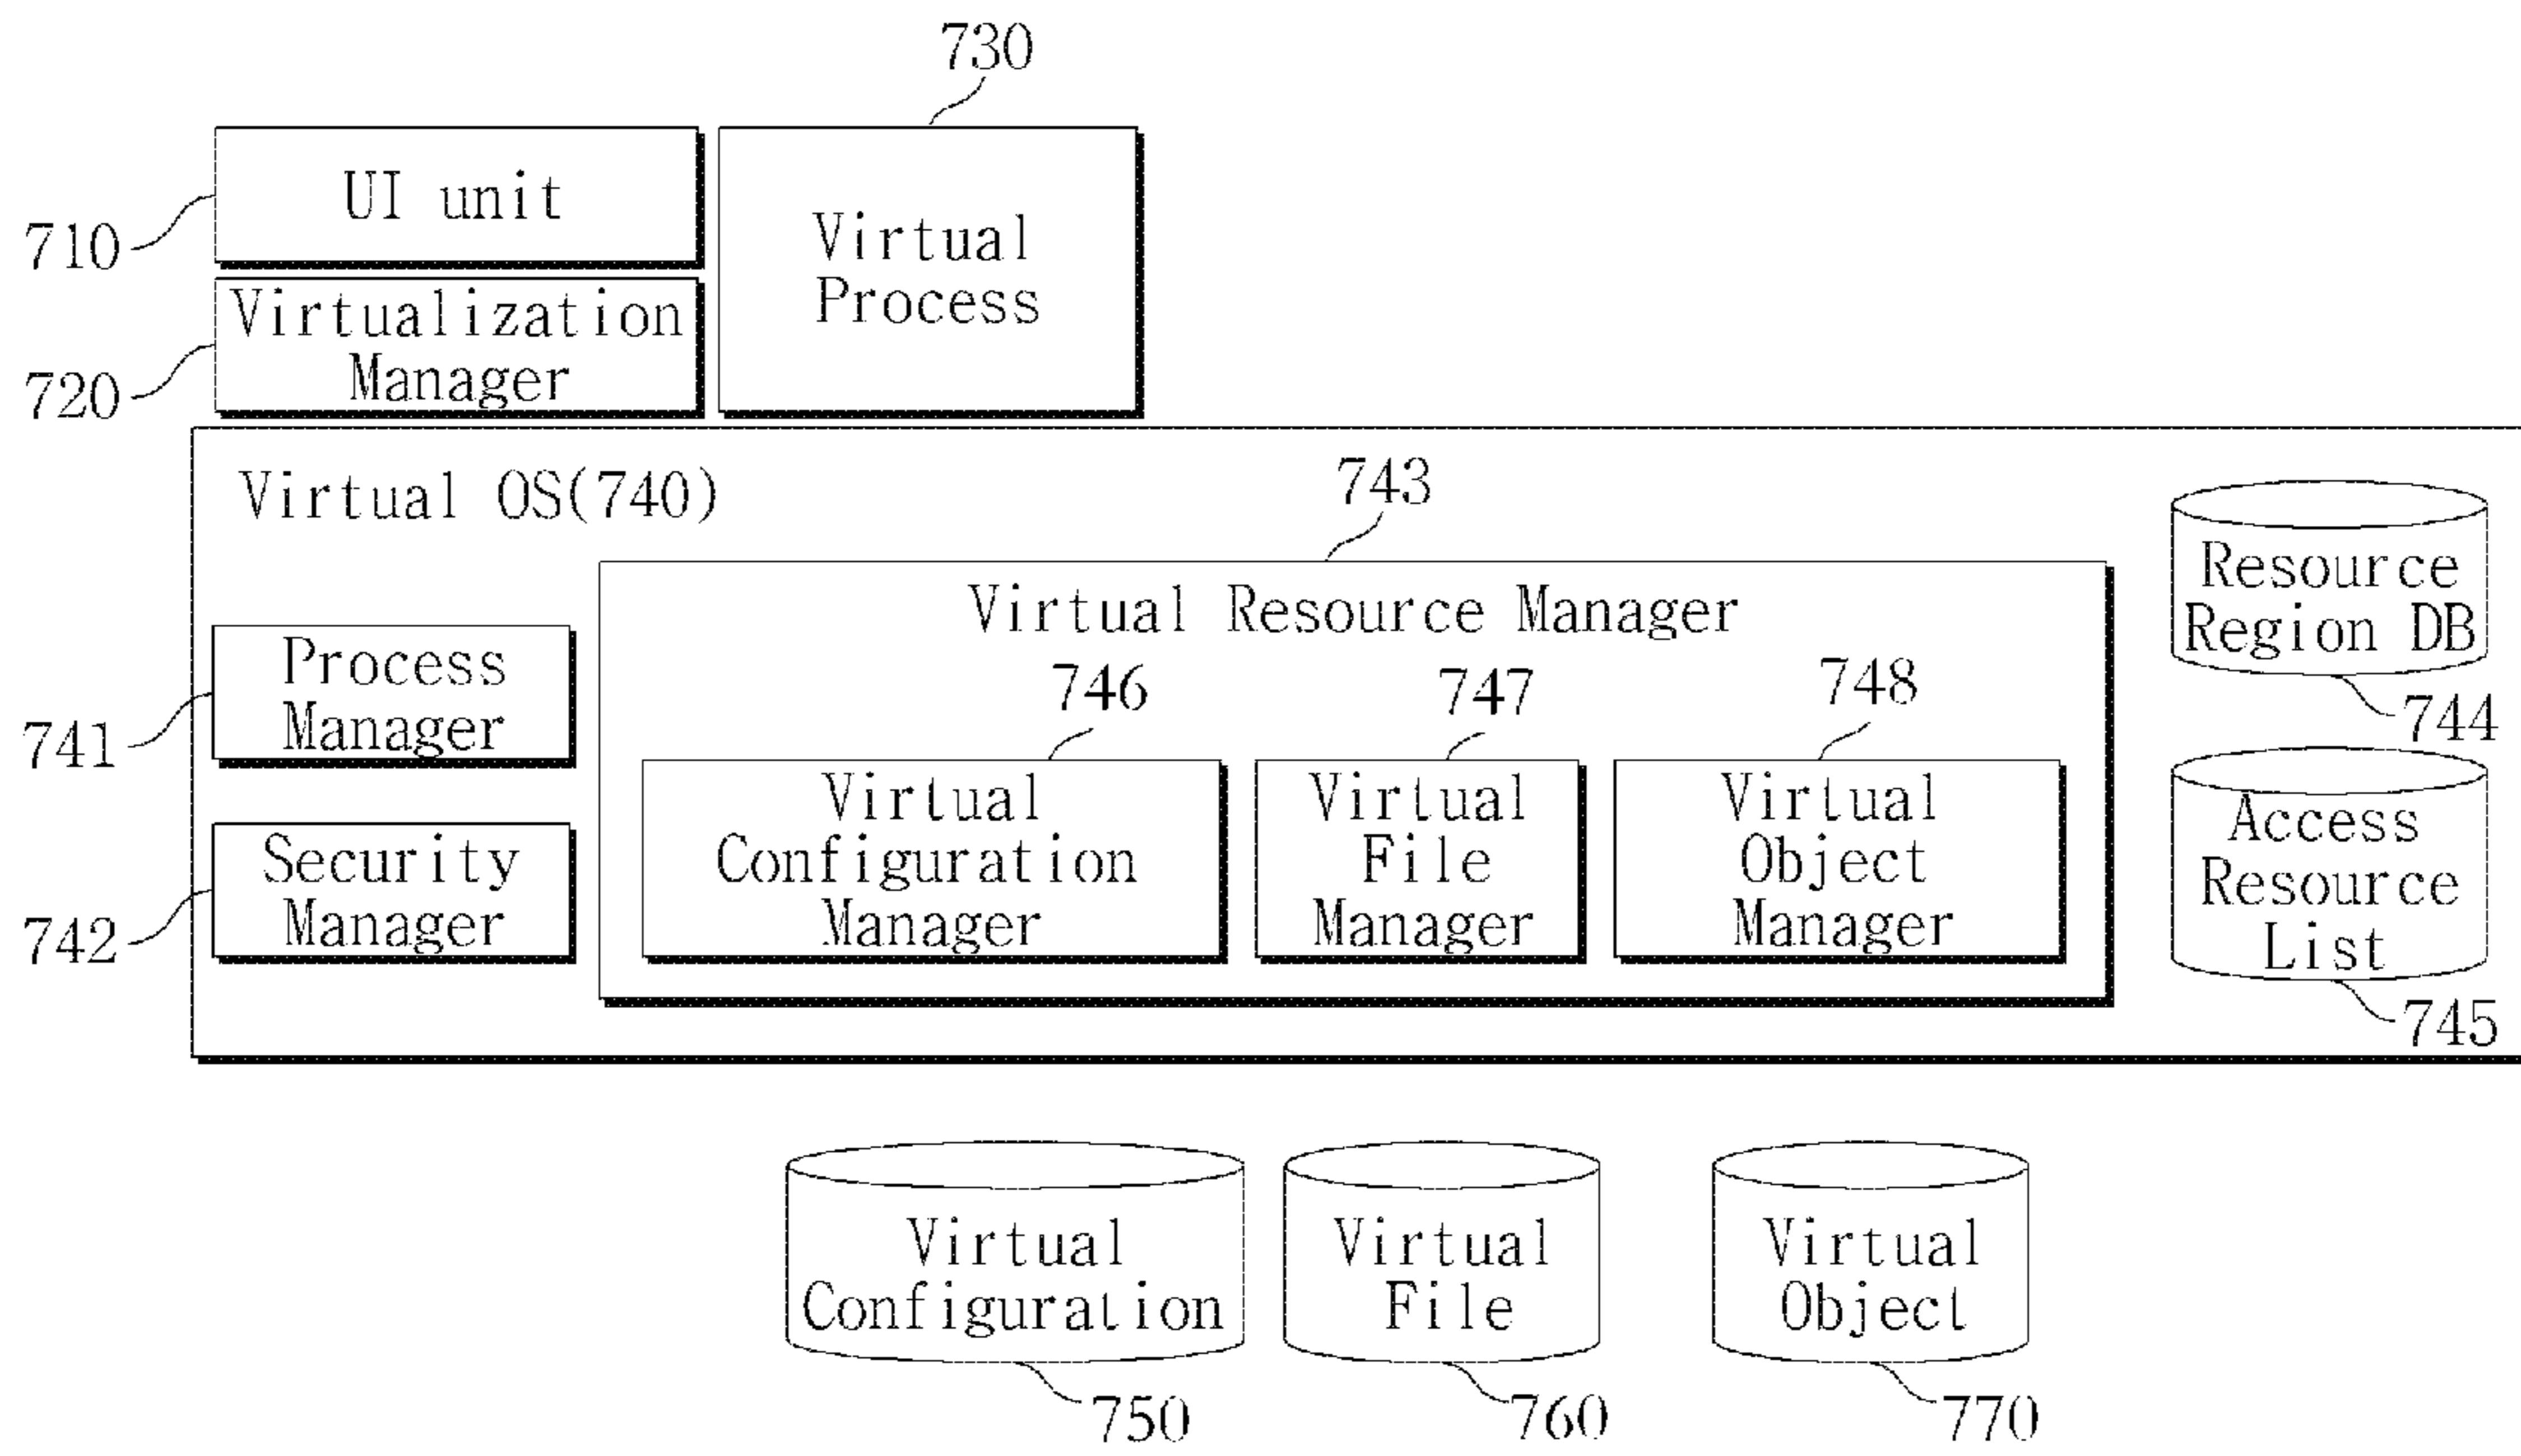 730
UI unit
710
Virtual
Process
Virtualization
Manager
720
Virtual OS(740)
743
Virtual Resource Manager
Resource
Region DB
744
Process
Manager
741
746
747
748
Virtual
Configuration
Manager
Virtual
File
Manager
Virtual
Object
Manager
Access
Resource
List
745
Security
Manager
742
Virtual
Configuration
750
Virtual
File
760
Virtual
Object
770